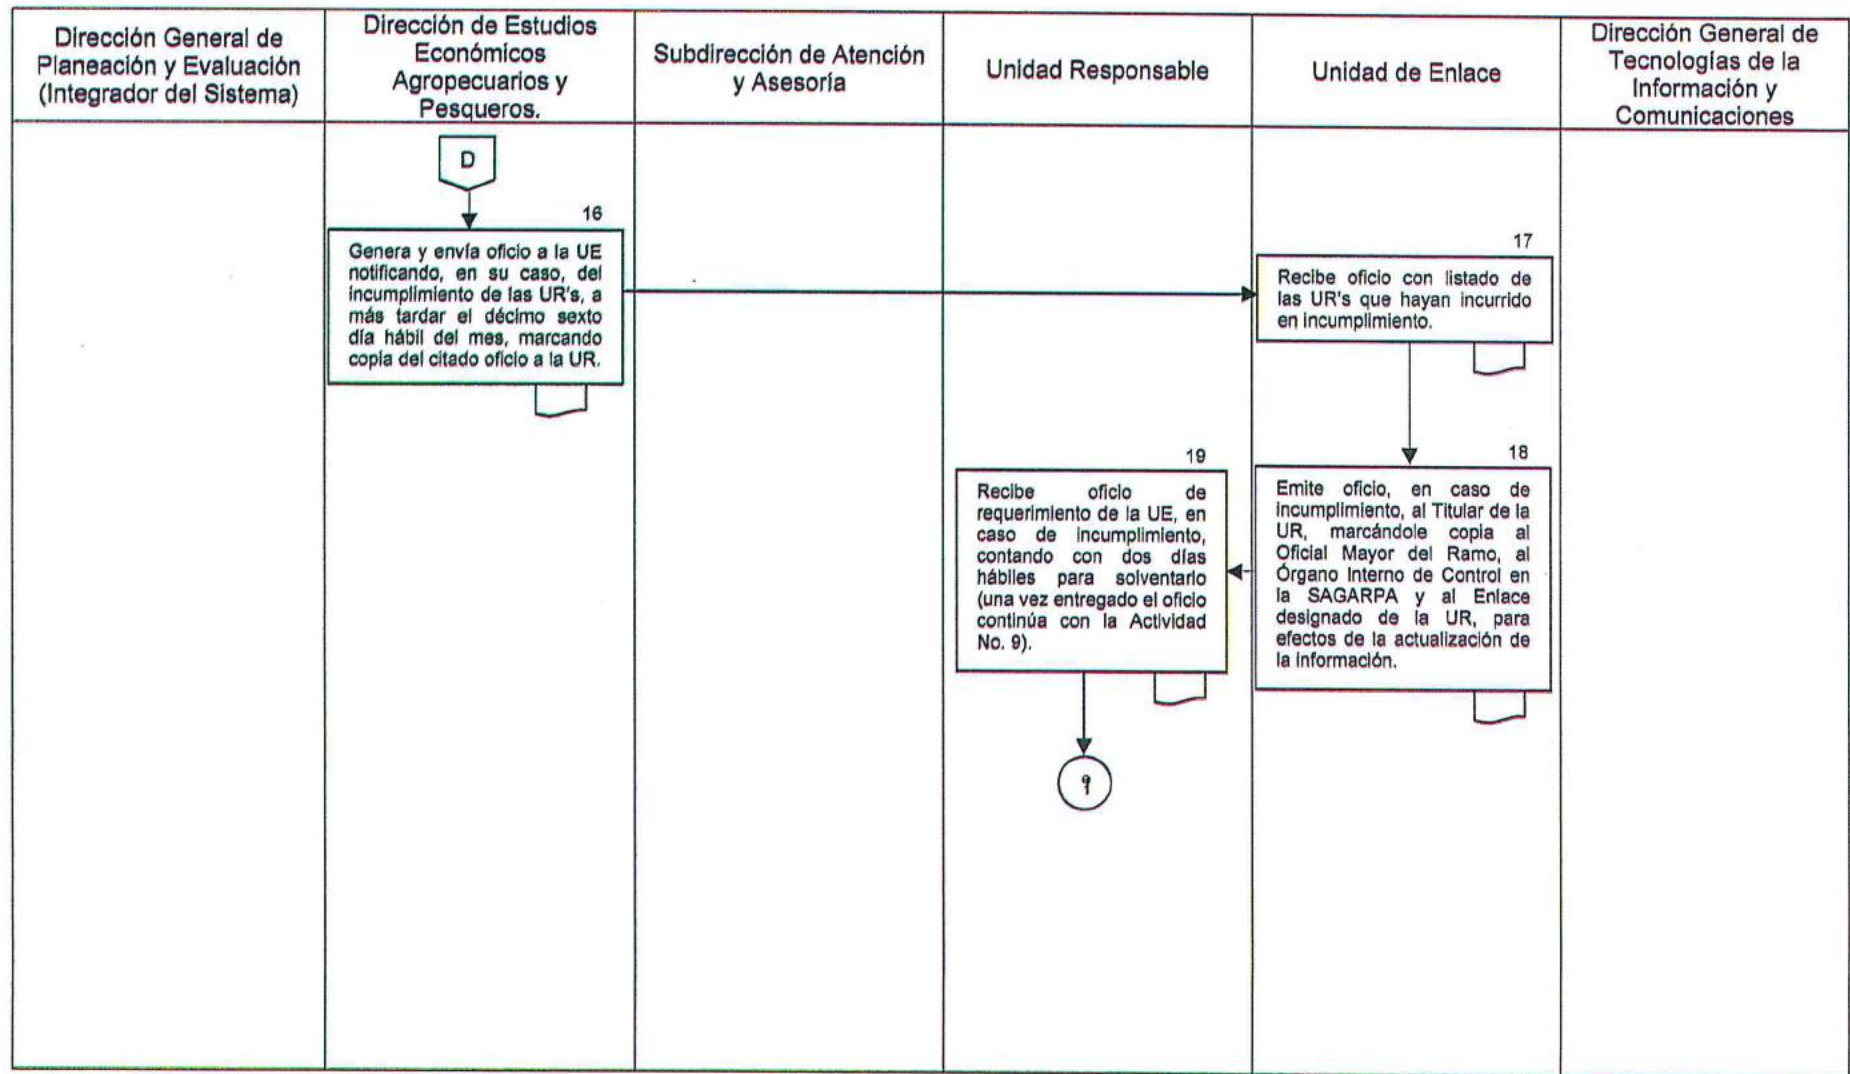 Dirección General de
Planeación y Evaluación
(Integrador del Sistema)
Dirección de Estudios
Económicos
Agropecuarios y
Pesqueros.
Subdirección de Atención
y Asesoría
Unidad Responsable
Unidad de Enlace
Dirección General de
Tecnologías de la
Información y
Comunicaciones
D
16
Genera y envía oficio a la UE
notificando, en su caso, del
incumplimiento de las UR's, a
más tardar el décimo sexto
día hábil del mes, marcando
copia del citado oficio a la UR.
17
Recibe oficio con listado de
las UR's que hayan incurrido
en incumplimiento.
18
Emite oficio, en caso de
incumplimiento, al Titular de la
UR, marcándole copia al
Oficial Mayor del Ramo, al
Órgano Interno de Control en
la SAGARPA y al Enlace
designado de la UR, para
efectos de la actualización de
la información.
19
Recibe oficio de
requerimiento de la UE, en
caso de incumplimiento,
contando con dos días
hábiles para solventarlo
(una vez entregado el oficio
continúa con la Actividad
No. 9).